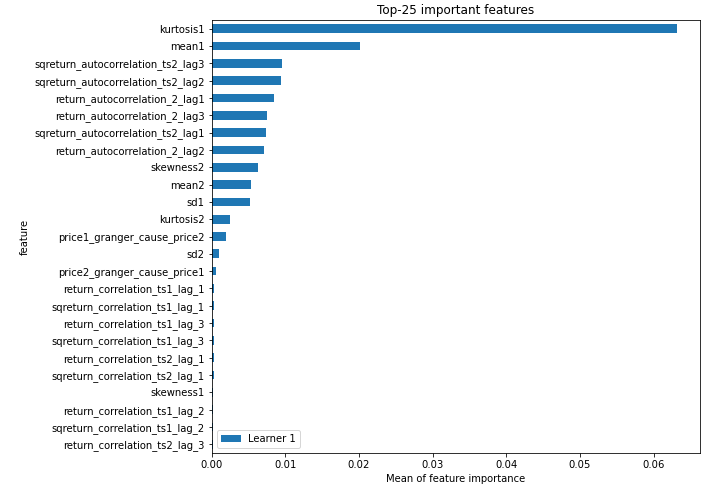 Top-25 important features
kurtosis1
mean1
sqreturn_autocorrelation_ts2_lag3
sqreturn_autocorrelation_ts2_lag2
return_autocorrelation_2_lag1
return_autocorrelation_2_lag3
sqreturn_autocorrelation_ts2_lag1
return_autocorrelation_2_lag2
skewness2
mean2
sd1
kurtosis2
price1_granger_cause_price2
sd2
price2_granger_cause_price1
return_correlation_ts1_lag_1
sqreturn_correlation_ts1_lag_1
return_correlation_ts1_lag_3
sqreturn_correlation_ts1_lag_3
return_correlation_ts2_lag_1
sqreturn_correlation_ts2_lag_1
skewness1
return_correlation_ts1_lag_2
sqreturn_correlation_ts1_lag_2
return_correlation_ts2_lag_3
feature
Learner 1
0.00 0.01 0.02 0.03 0.04 0.05 0.06
Mean of feature importance